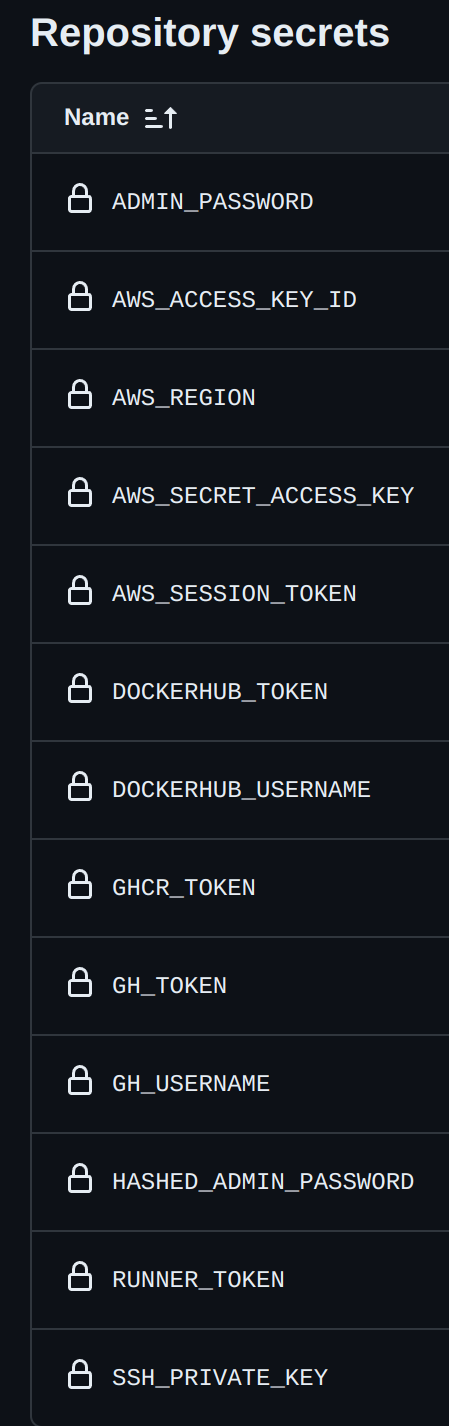 Repository secrets
Name
ADMIN_PASSWORD
AWS_ACCESS_KEY_ID
AWS_REGION
AWS_SECRET_ACCESS_KEY
AWS_SESSION_TOKEN
DOCKERHUB_TOKEN
DOCKERHUB_USERNAME
GHCR_TOKEN
GH_TOKEN
GH_USERNAME
HASHED_ADMIN_PASSWORD
RUNNER_TOKEN
SSH_PRIVATE_KEY